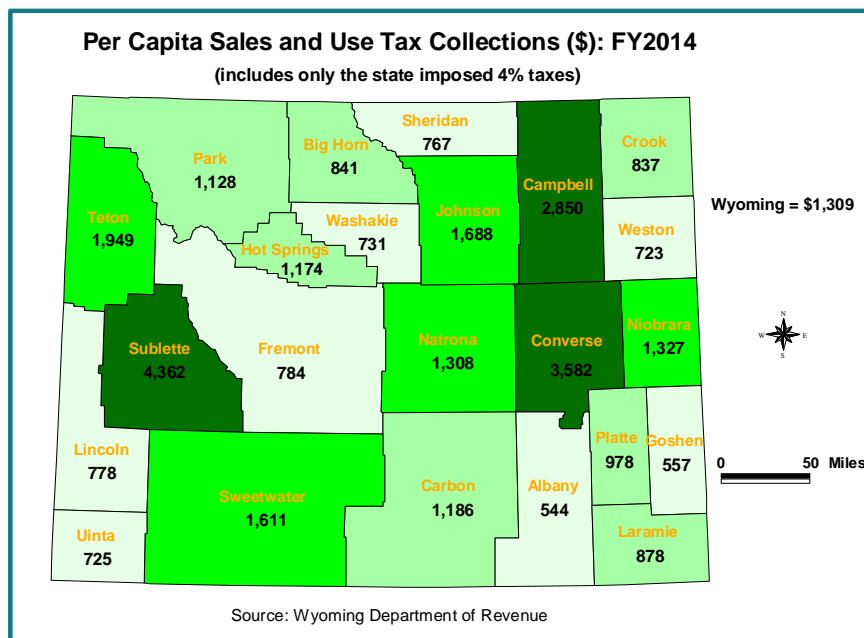 Per Capita Sales and Use Tax Collections ($): FY2014
(includes only the state imposed 4% taxes)
Sheridan
767
Park
1,128
Big Horn
841
Campbell
2,850
Crook
837
Teton
1,949
Washakie
731
Johnson
1,688
Weston
723
Wyoming = $1,309
Hot Springs
1,174
Sublette
4,362
Fremont
784
Natrona
1,308
Converse
3,582
Niobrara
1,327
N
W E
S
Lincoln
778
Sweetwater
1,611
Carbon
1,186
Albany
544
Platte
978
Goshen
557
0 50 Miles
Uinta
725
Laramie
878
Source: Wyoming Department of Revenue